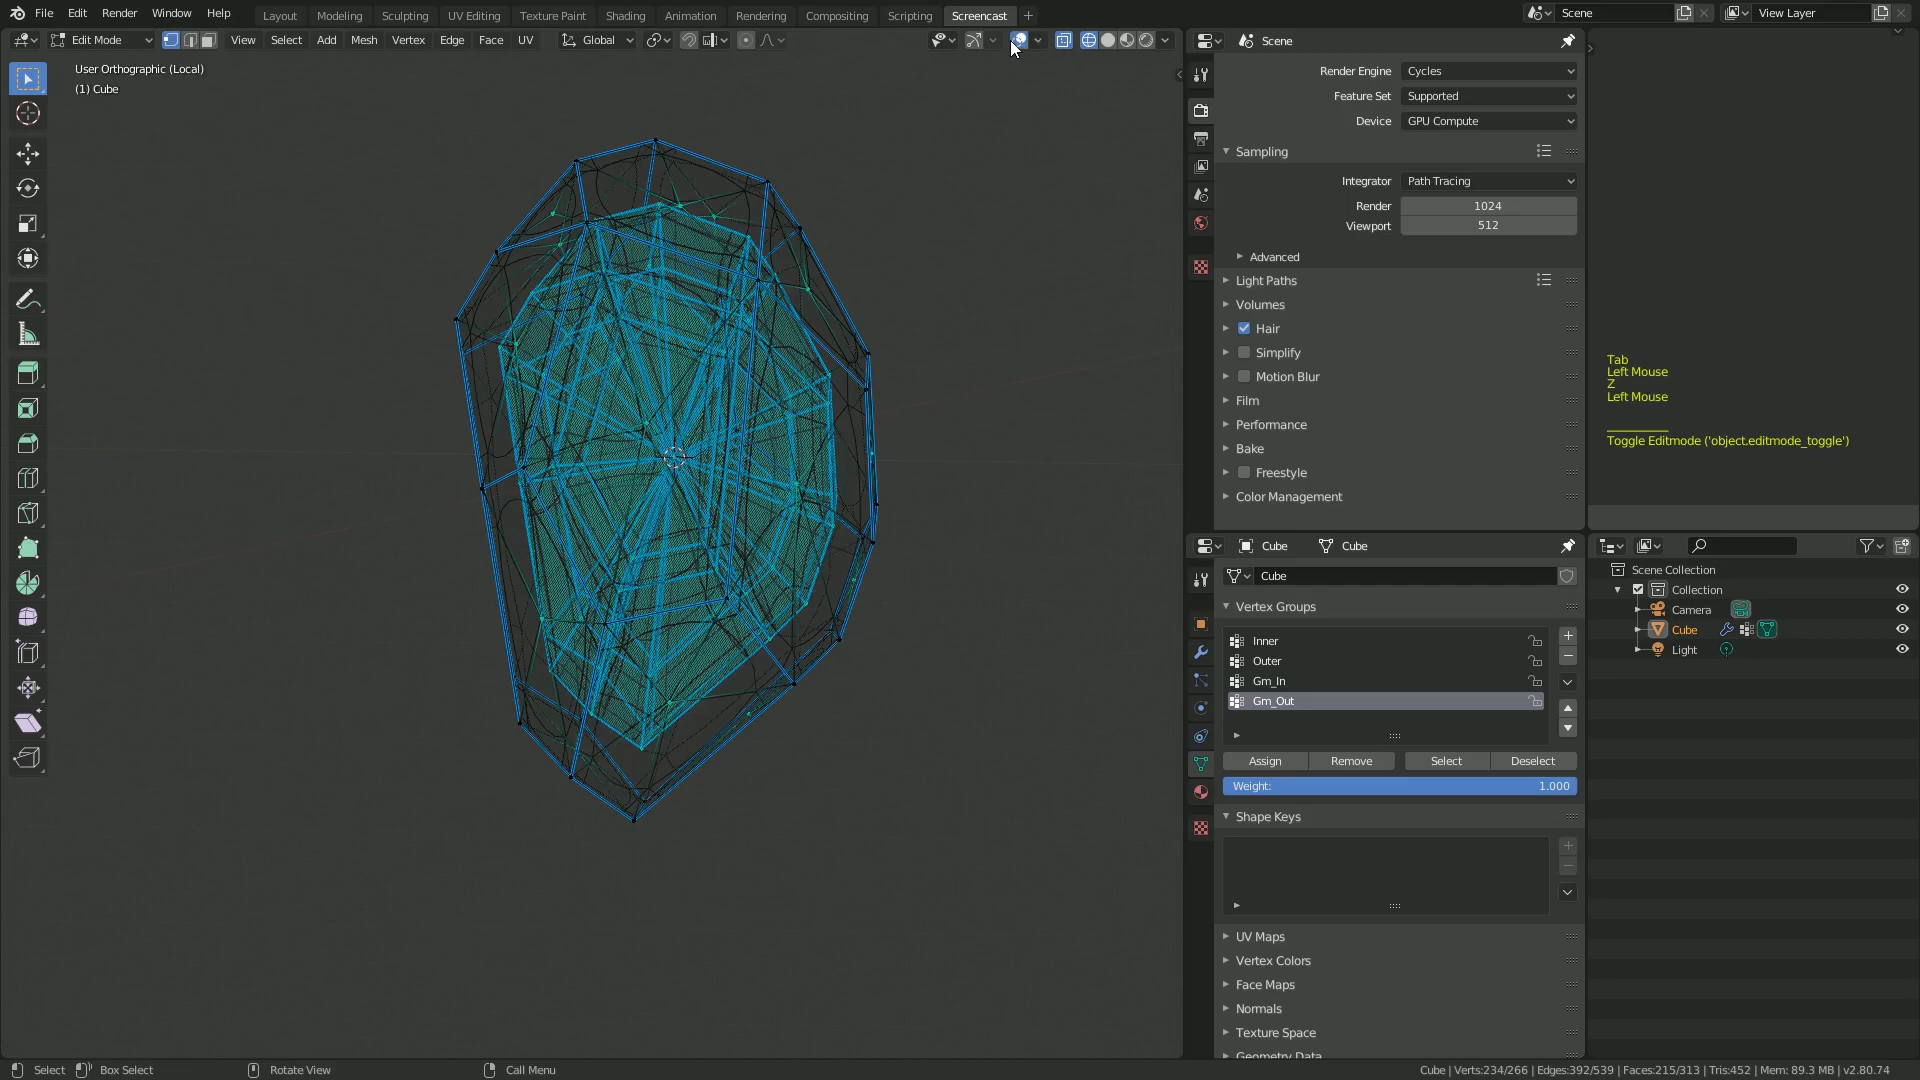 File Edit Render Window Help Layout Modeling Sculpting UV Editing Texture Paint Shading Animation Rendering Compositing Scripting Screencast + Scene View Layer
Edit Mode View Select Add Mesh Vertex Edge Face UV Global
Scene
User Orthographic (Local)
(1) Cube
Render Engine Cycles
Feature Set Supported
Device GPU Compute
Sampling
Integrator Path Tracing
Render 1024
Viewport 512
Advanced
Light Paths
Volumes
Hair
Simplify
Motion Blur
Film
Performance
Bake
Freestyle
Color Management
Tab
Left Mouse
Z
Left Mouse
Toggle Editmode ('object.editmode_toggle')
Cube Cube
Cube
Vertex Groups
Inner
Outer
Gm_In
Gm_Out
Assign Remove Select Deselect
Weight: 1.000
Shape Keys
UV Maps
Vertex Colors
Face Maps
Normals
Texture Space
Geometry Data
Scene Collection
Collection
Camera
Cube
Light
Select Box Select Rotate View Call Menu
Cube | Verts:234/266 | Edges:392/539 | Faces:215/313 | Tris:452 | Mem: 89.3 MB | v2.80.74